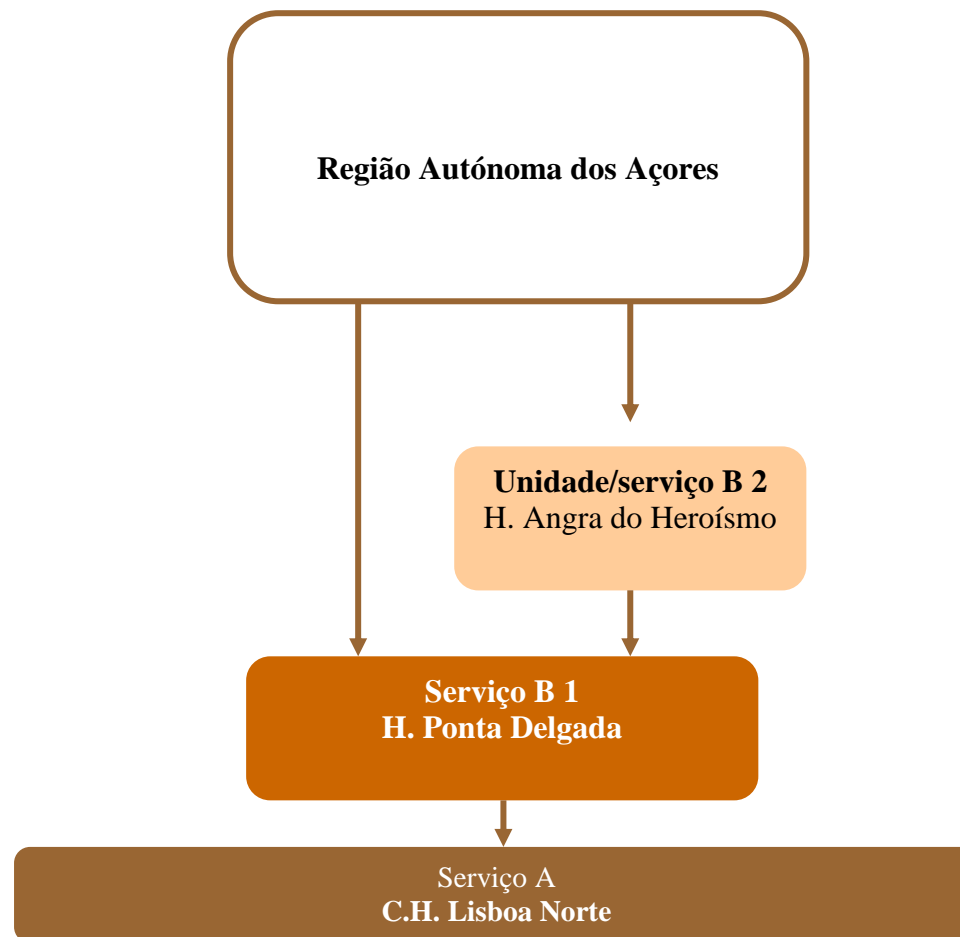 Região Autónoma dos Açores
Unidade/serviço B 2
H. Angra do Heroísmo
Serviço B 1
H. Ponta Delgada
Serviço A
C.H. Lisboa Norte